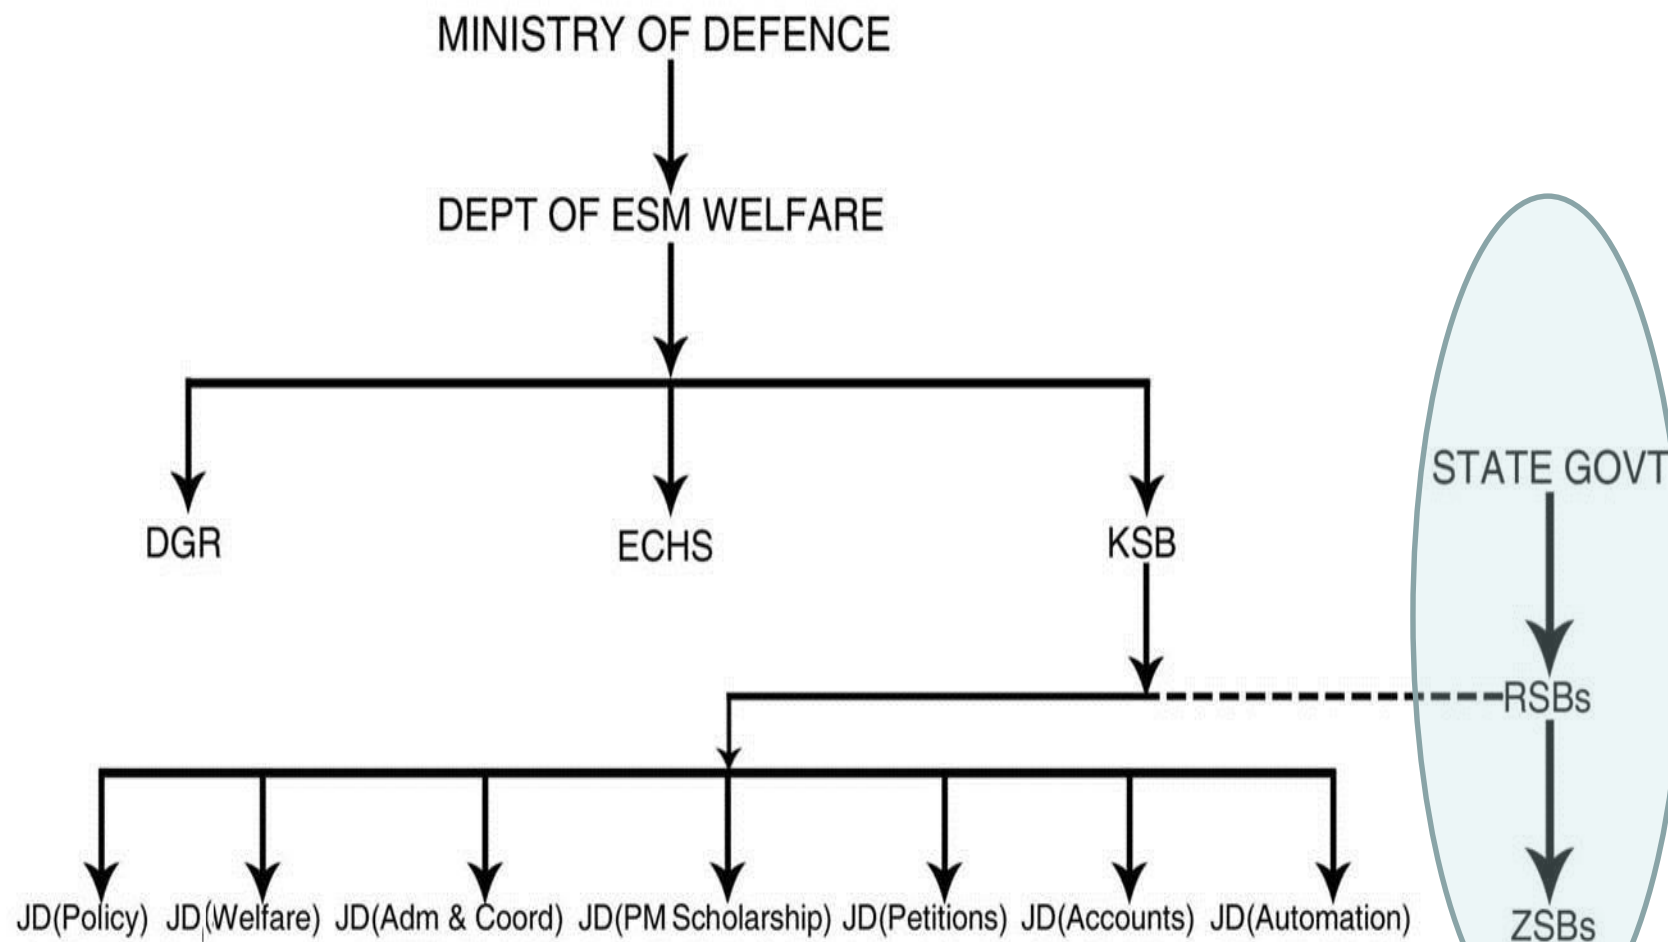 MINISTRY OF DEFENCE
DEPT OF ESM WELFARE
STATE GOVT
DGR
ECHS
KSB
RSBs
JD(Policy)
JD(Welfare)
JD(Adm & Coord)
JD(PM Scholarship)
JD(Petitions)
JD(Accounts)
JD(Automation)
ZSBs